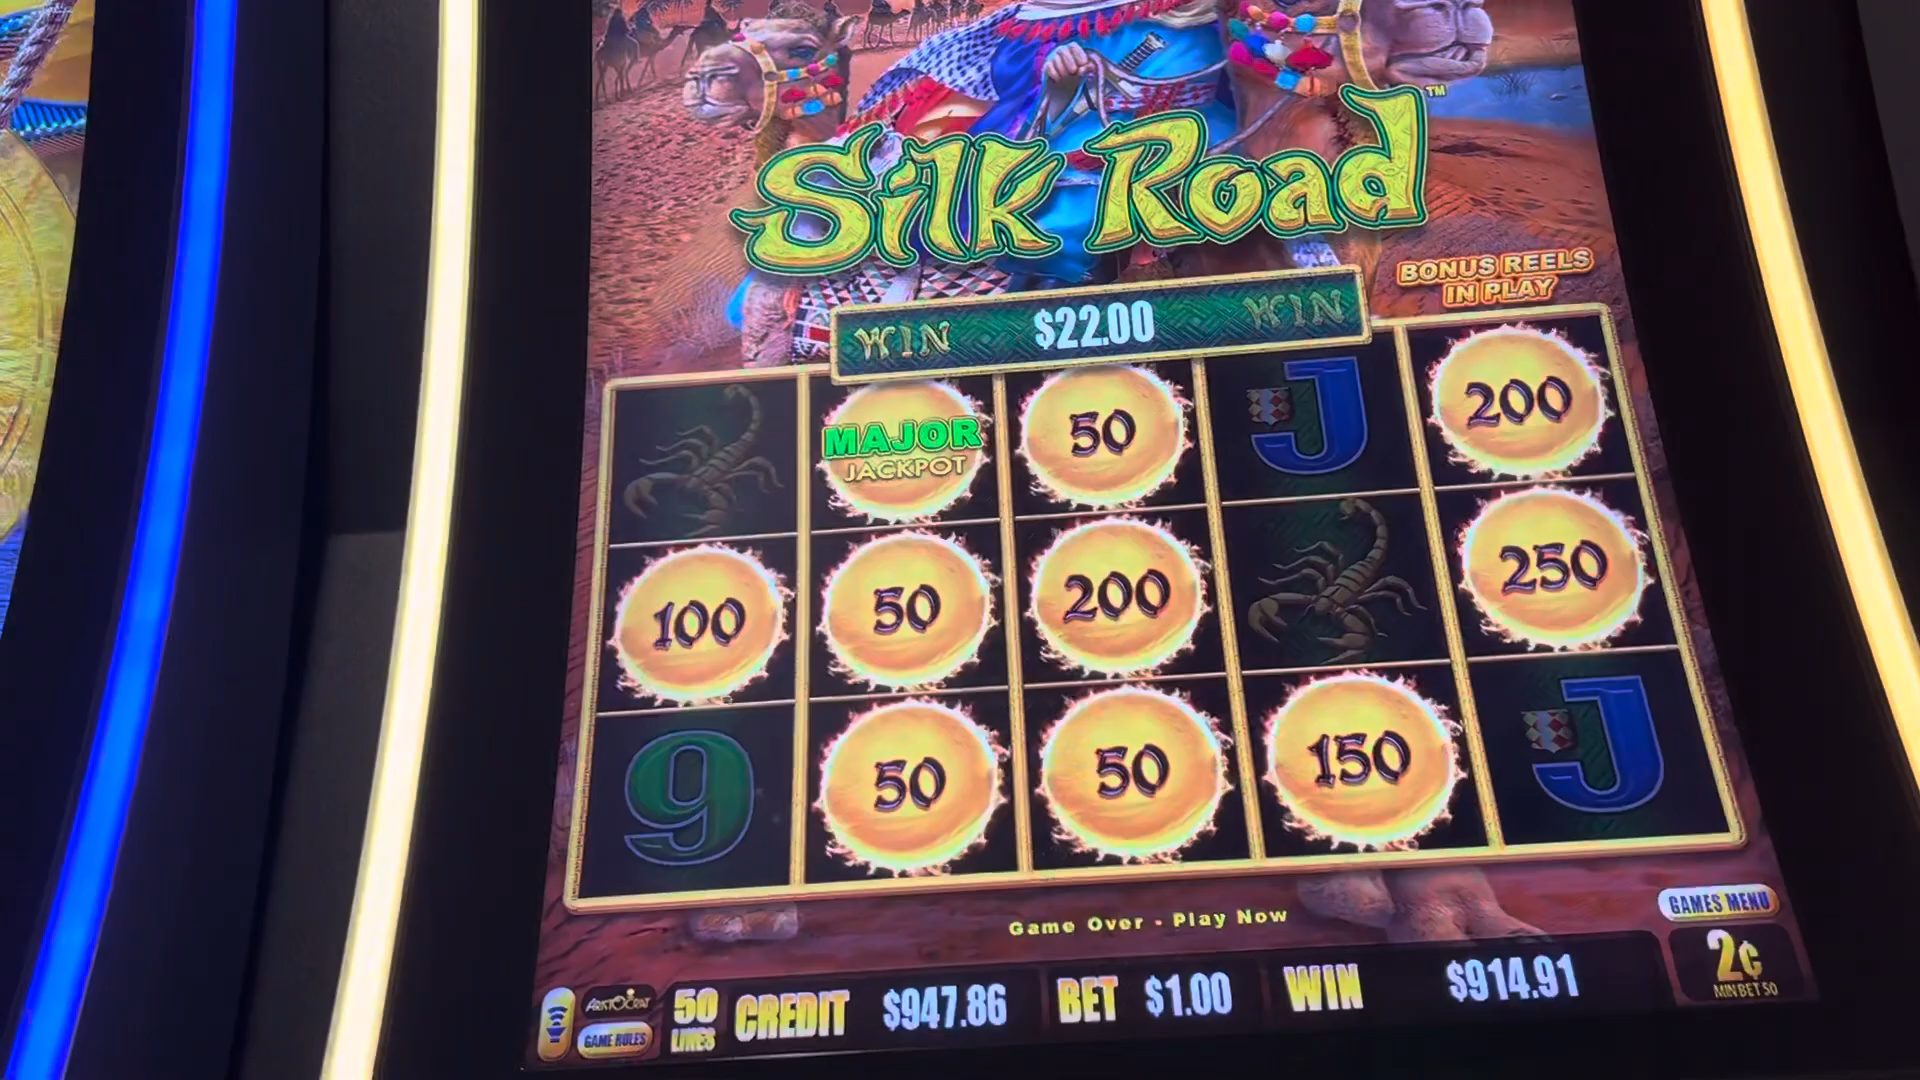 Silk Road™
BONUS REELS
IN PLAY
WIN $22.00 WIN
MAJOR
JACKPOT
50
J
200
100
50
200
250
9
50
50
150
J
Game Over - Play Now
GAMES MENU
2¢
MIN BET 50
ARISTOCRAT
GAME RULES
50
LINES
CREDIT $947.86
BET $1.00
WIN $914.91